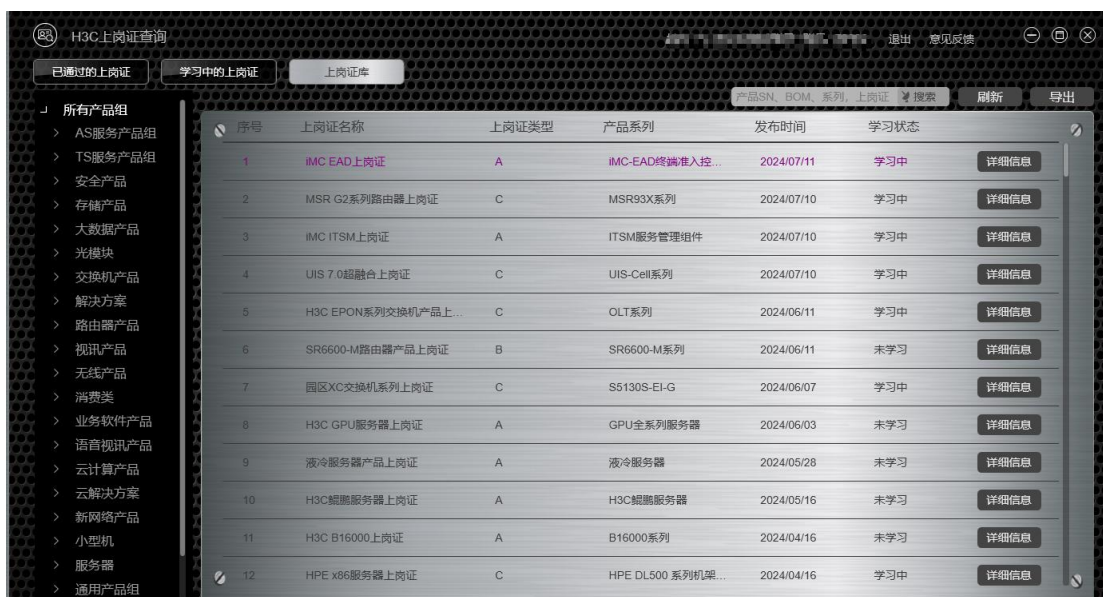 H3C上岗证查询
退出 意见反馈
已通过的上岗证 学习中的上岗证 上岗证库
产品SN、BOM、系列，上岗证 搜索 刷新 导出
所有产品组
AS服务产品组
TS服务产品组
安全产品
存储产品
大数据产品
光模块
交换机产品
解决方案
路由器产品
视讯产品
无线产品
消费类
业务软件产品
语音视讯产品
云计算产品
云解决方案
新网络产品
小型机
服务器
通用产品组
序号 上岗证名称 上岗证类型 产品系列 发布时间 学习状态
1 iMC EAD上岗证 A iMC-EAD终端准入控... 2024/07/11 学习中 详细信息
2 MSR G2系列路由器上岗证 C MSR93X系列 2024/07/10 学习中 详细信息
3 iMC ITSM上岗证 A ITSM服务管理组件 2024/07/10 学习中 详细信息
4 UIS 7.0超融合上岗证 C UIS-Cell系列 2024/07/10 学习中 详细信息
5 H3C EPON系列交换机产品上... C OLT系列 2024/06/11 学习中 详细信息
6 SR6600-M路由器产品上岗证 B SR6600-M系列 2024/06/11 未学习 详细信息
7 园区XC交换机系列上岗证 C S5130S-EI-G 2024/06/07 学习中 详细信息
8 H3C GPU服务器上岗证 A GPU全系列服务器 2024/06/03 未学习 详细信息
9 液冷服务器产品上岗证 A 液冷服务器 2024/05/28 未学习 详细信息
10 H3C鲲鹏服务器上岗证 A H3C鲲鹏服务器 2024/05/16 未学习 详细信息
11 H3C B16000上岗证 A B16000系列 2024/04/16 未学习 详细信息
12 HPE x86服务器上岗证 C HPE DL500 系列机架... 2024/04/16 学习中 详细信息